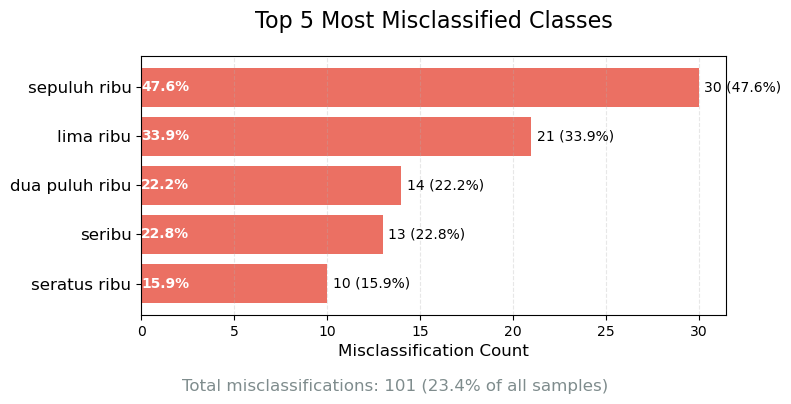 Top 5 Most Misclassified Classes
sepuluh ribu 47.6% 30 (47.6%)
lima ribu 33.9% 21 (33.9%)
dua puluh ribu 22.2% 14 (22.2%)
seribu 22.8% 13 (22.8%)
seratus ribu 15.9% 10 (15.9%)
0 5 10 15 20 25 30
Misclassification Count
Total misclassifications: 101 (23.4% of all samples)